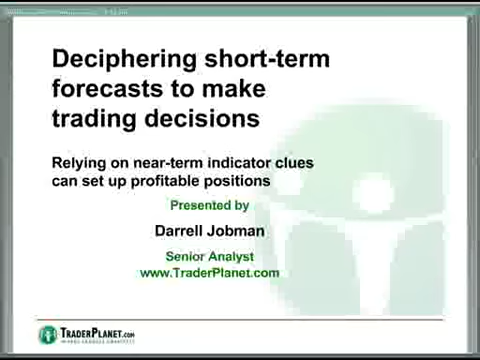 Deciphering short-term
forecasts to make
trading decisions
Relying on near-term indicator clues
can set up profitable positions
Presented by
Darrell Jobman
Senior Analyst
www.TraderPlanet.com
TRADERPLANET.COM